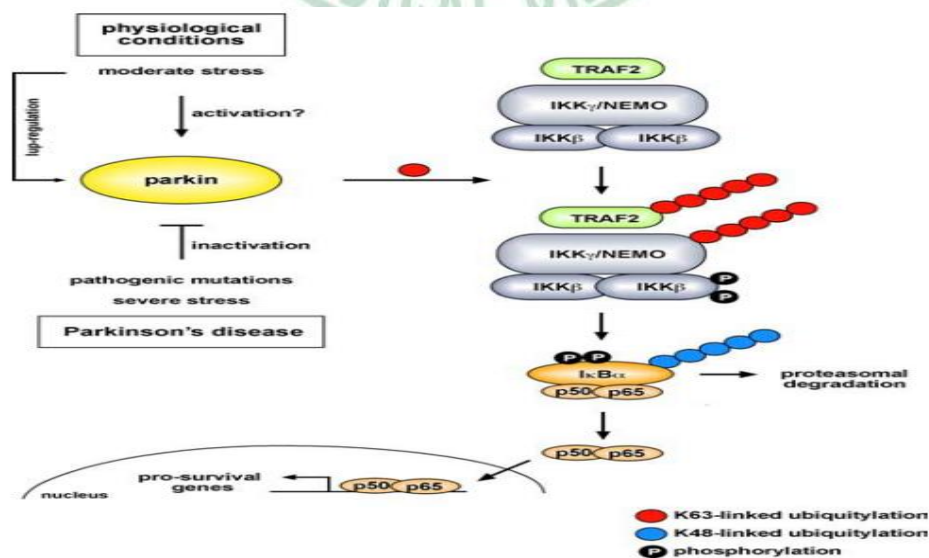 physiological
conditions
moderate stress
activation?
lup-regulation
parkin
inactivation
pathogenic mutations
severe stress
Parkinson's disease
TRAF2
IKKγ/NEMO
IKKβ IKKβ
TRAF2
IKKγ/NEMO
IKKβ IKKβ
P
P
P P
IκBα
p50 p65
proteasomal
degradation
p50 p65
pro-survival
genes
p50 p65
nucleus
K63-linked ubiquitylation
K48-linked ubiquitylation
P phosphorylation